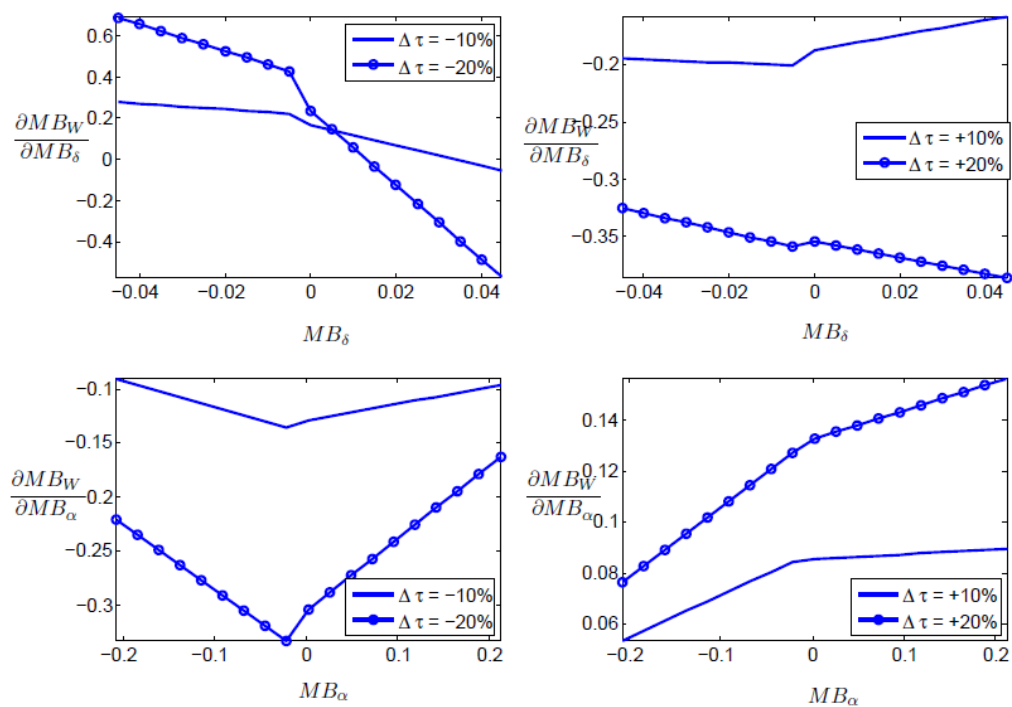 0.6
0.4
0.2
0
−0.2
−0.4
∂MB_W
∂MB_δ
Δ τ = −10%
Δ τ = −20%
−0.04 −0.02 0 0.02 0.04
MB_δ
−0.2
−0.25
−0.3
−0.35
∂MB_W
∂MB_δ
Δ τ = +10%
Δ τ = +20%
−0.04 −0.02 0 0.02 0.04
MB_δ
−0.1
−0.15
−0.2
−0.25
−0.3
∂MB_W
∂MB_α
Δ τ = −10%
Δ τ = −20%
−0.2 −0.1 0 0.1 0.2
MB_α
0.14
0.12
0.1
0.08
0.06
∂MB_W
∂MB_α
Δ τ = +10%
Δ τ = +20%
−0.2 −0.1 0 0.1 0.2
MB_α